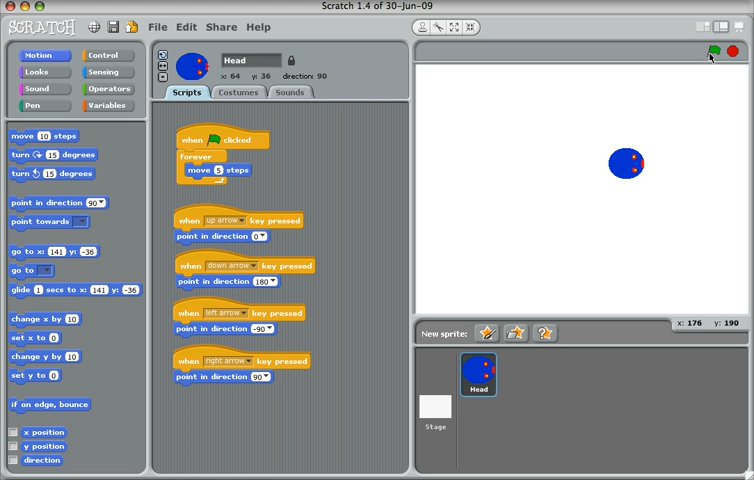 Scratch 1.4 of 30-Jun-09
SCRATCH File Edit Share Help
Motion Control
Looks Sensing
Sound Operators
Pen Variables
move 10 steps
turn 15 degrees
turn 15 degrees
point in direction 90
point towards
go to x: 141 y: -36
go to
glide 1 secs to x: 141 y: -36
change x by 10
set x to 0
change y by 10
set y to 0
if on edge, bounce
x position
y position
direction
Head
x: 64 y: 36 direction: 90
Scripts Costumes Sounds
when clicked
forever
move 5 steps
when up arrow key pressed
point in direction 0
when down arrow key pressed
point in direction 180
when left arrow key pressed
point in direction -90
when right arrow key pressed
point in direction 90
x: 176 y: 190
New sprite: ?
Head
Stage